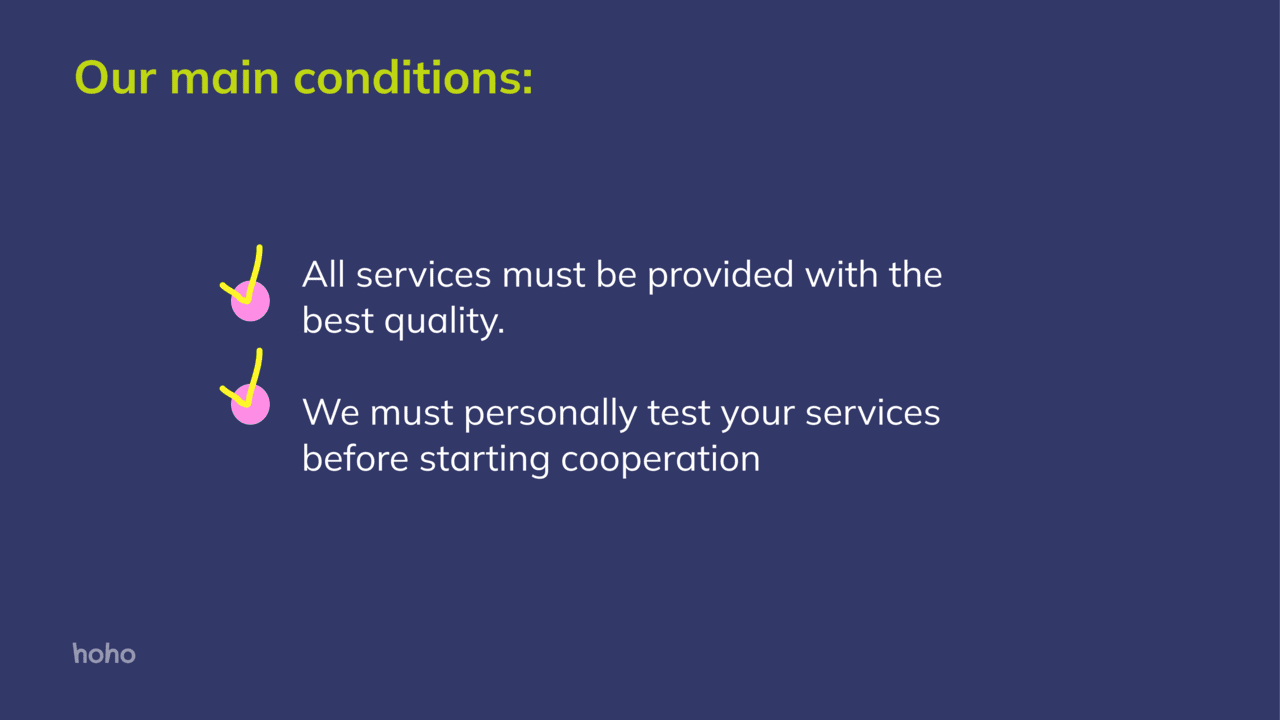 Our main conditions:
All services must be provided with the
best quality.
We must personally test your services
before starting cooperation
hoho